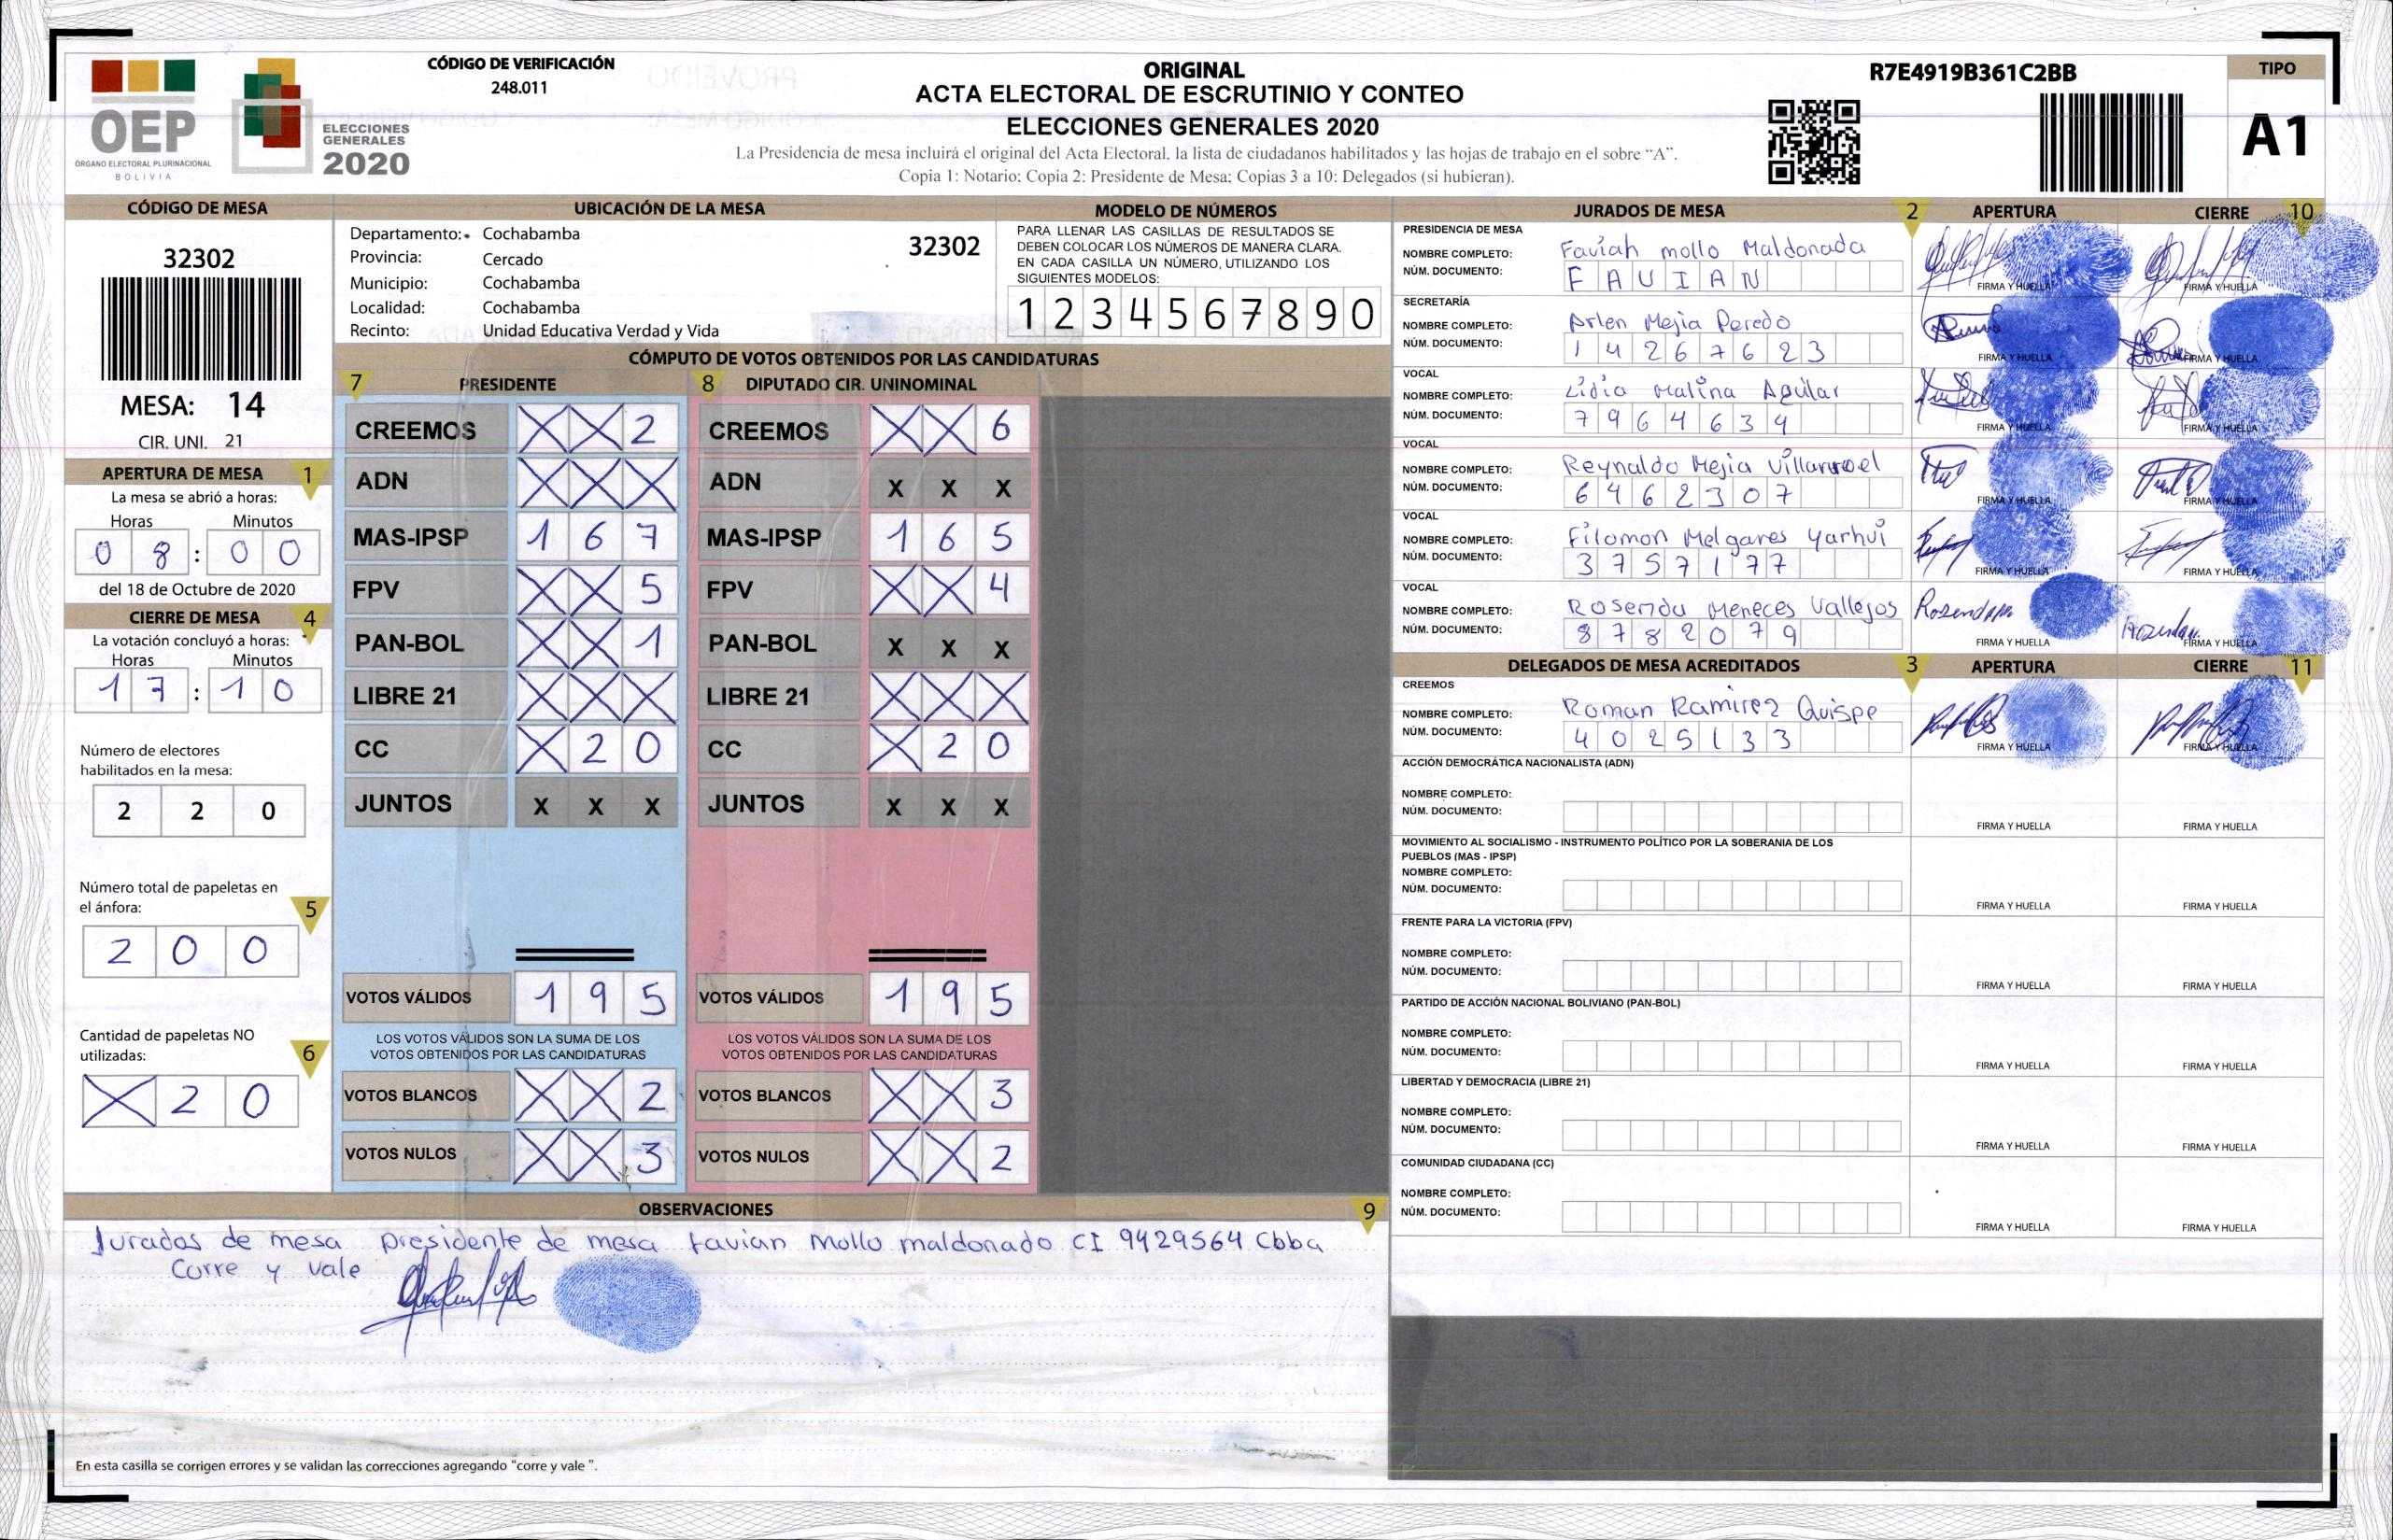 OEP
ÓRGANO ELECTORAL PLURINACIONAL
BOLIVIA
ELECCIONES
GENERALES
2020
CÓDIGO DE VERIFICACIÓN
248.011
ORIGINAL
ACTA ELECTORAL DE ESCRUTINIO Y CONTEO
ELECCIONES GENERALES 2020
La Presidencia de mesa incluirá el original del Acta Electoral, la lista de ciudadanos habilitados y las hojas de trabajo en el sobre "A".
Copia 1: Notario; Copia 2: Presidente de Mesa; Copias 3 a 10: Delegados (si hubieran).
R7E4919B361C2BB
TIPO
A1
CÓDIGO DE MESA
32302
MESA: 14
CIR. UNI. 21
APERTURA DE MESA 1
La mesa se abrió a horas:
Horas Minutos
0 8 : 0 0
del 18 de Octubre de 2020
CIERRE DE MESA 4
La votación concluyó a horas:
Horas Minutos
1 7 : 1 0
Número de electores
habilitados en la mesa:
2 2 0
Número total de papeletas en
el ánfora: 5
2 0 0
Cantidad de papeletas NO
utilizadas: 6
X 2 0
UBICACIÓN DE LA MESA
Departamento: Cochabamba
32302
Provincia: Cercado
Municipio: Cochabamba
Localidad: Cochabamba
Recinto: Unidad Educativa Verdad y Vida
MODELO DE NÚMEROS
PARA LLENAR LAS CASILLAS DE RESULTADOS SE
DEBEN COLOCAR LOS NÚMEROS DE MANERA CLARA.
EN CADA CASILLA UN NÚMERO, UTILIZANDO LOS
SIGUIENTES MODELOS:
1 2 3 4 5 6 7 8 9 0
CÓMPUTO DE VOTOS OBTENIDOS POR LAS CANDIDATURAS
7 PRESIDENTE
CREEMOS X X 2
ADN X X X
MAS-IPSP 1 6 7
FPV X X 5
PAN-BOL X X 1
LIBRE 21 X X X
CC X 2 0
JUNTOS X X X
VOTOS VÁLIDOS 1 9 5
LOS VOTOS VÁLIDOS SON LA SUMA DE LOS
VOTOS OBTENIDOS POR LAS CANDIDATURAS
VOTOS BLANCOS X X 2
VOTOS NULOS X X 3
8 DIPUTADO CIR. UNINOMINAL
CREEMOS X X 6
ADN X X X
MAS-IPSP 1 6 5
FPV X X 4
PAN-BOL X X X
LIBRE 21 X X X
CC X 2 0
JUNTOS X X X
VOTOS VÁLIDOS 1 9 5
LOS VOTOS VÁLIDOS SON LA SUMA DE LOS
VOTOS OBTENIDOS POR LAS CANDIDATURAS
VOTOS BLANCOS X X 3
VOTOS NULOS X X 2
JURADOS DE MESA 2 APERTURA CIERRE 10
PRESIDENCIA DE MESA
NOMBRE COMPLETO: Favian mollo Maldonada
NÚM. DOCUMENTO: F A V I A N
FIRMA Y HUELLA FIRMA Y HUELLA
SECRETARÍA
NOMBRE COMPLETO: Arlen Mejia Peredo
NÚM. DOCUMENTO: 1 4 2 6 7 6 2 3
FIRMA Y HUELLA FIRMA Y HUELLA
VOCAL
NOMBRE COMPLETO: Lidia Malina Aguilar
NÚM. DOCUMENTO: 7 9 6 4 6 3 4
FIRMA Y HUELLA FIRMA Y HUELLA
VOCAL
NOMBRE COMPLETO: Reynaldo Mejia Villarroel
NÚM. DOCUMENTO: 6 4 6 2 3 0 7
FIRMA Y HUELLA FIRMA Y HUELLA
VOCAL
NOMBRE COMPLETO: Filomon Melgares Yarhui
NÚM. DOCUMENTO: 3 7 5 7 1 7 7
FIRMA Y HUELLA FIRMA Y HUELLA
VOCAL
NOMBRE COMPLETO: Rosendo Meneces Vallejos
NÚM. DOCUMENTO: 8 7 8 2 0 7 9
FIRMA Y HUELLA FIRMA Y HUELLA
DELEGADOS DE MESA ACREDITADOS 3 APERTURA CIERRE 11
CREEMOS
NOMBRE COMPLETO: Roman Ramirez Quispe
NÚM. DOCUMENTO: 4 0 2 5 1 3 3
FIRMA Y HUELLA FIRMA Y HUELLA
ACCIÓN DEMOCRÁTICA NACIONALISTA (ADN)
NOMBRE COMPLETO:
NÚM. DOCUMENTO:
FIRMA Y HUELLA FIRMA Y HUELLA
MOVIMIENTO AL SOCIALISMO - INSTRUMENTO POLÍTICO POR LA SOBERANIA DE LOS
PUEBLOS (MAS - IPSP)
NOMBRE COMPLETO:
NÚM. DOCUMENTO:
FIRMA Y HUELLA FIRMA Y HUELLA
FRENTE PARA LA VICTORIA (FPV)
NOMBRE COMPLETO:
NÚM. DOCUMENTO:
FIRMA Y HUELLA FIRMA Y HUELLA
PARTIDO DE ACCIÓN NACIONAL BOLIVIANO (PAN-BOL)
NOMBRE COMPLETO:
NÚM. DOCUMENTO:
FIRMA Y HUELLA FIRMA Y HUELLA
LIBERTAD Y DEMOCRACIA (LIBRE 21)
NOMBRE COMPLETO:
NÚM. DOCUMENTO:
FIRMA Y HUELLA FIRMA Y HUELLA
COMUNIDAD CIUDADANA (CC)
NOMBRE COMPLETO:
NÚM. DOCUMENTO:
FIRMA Y HUELLA FIRMA Y HUELLA
OBSERVACIONES 9
Jurados de mesa presidente de mesa favian Mollo maldonado CI 9429564 Cbba
Corre y vale
En esta casilla se corrigen errores y se validan las correcciones agregando "corre y vale ".